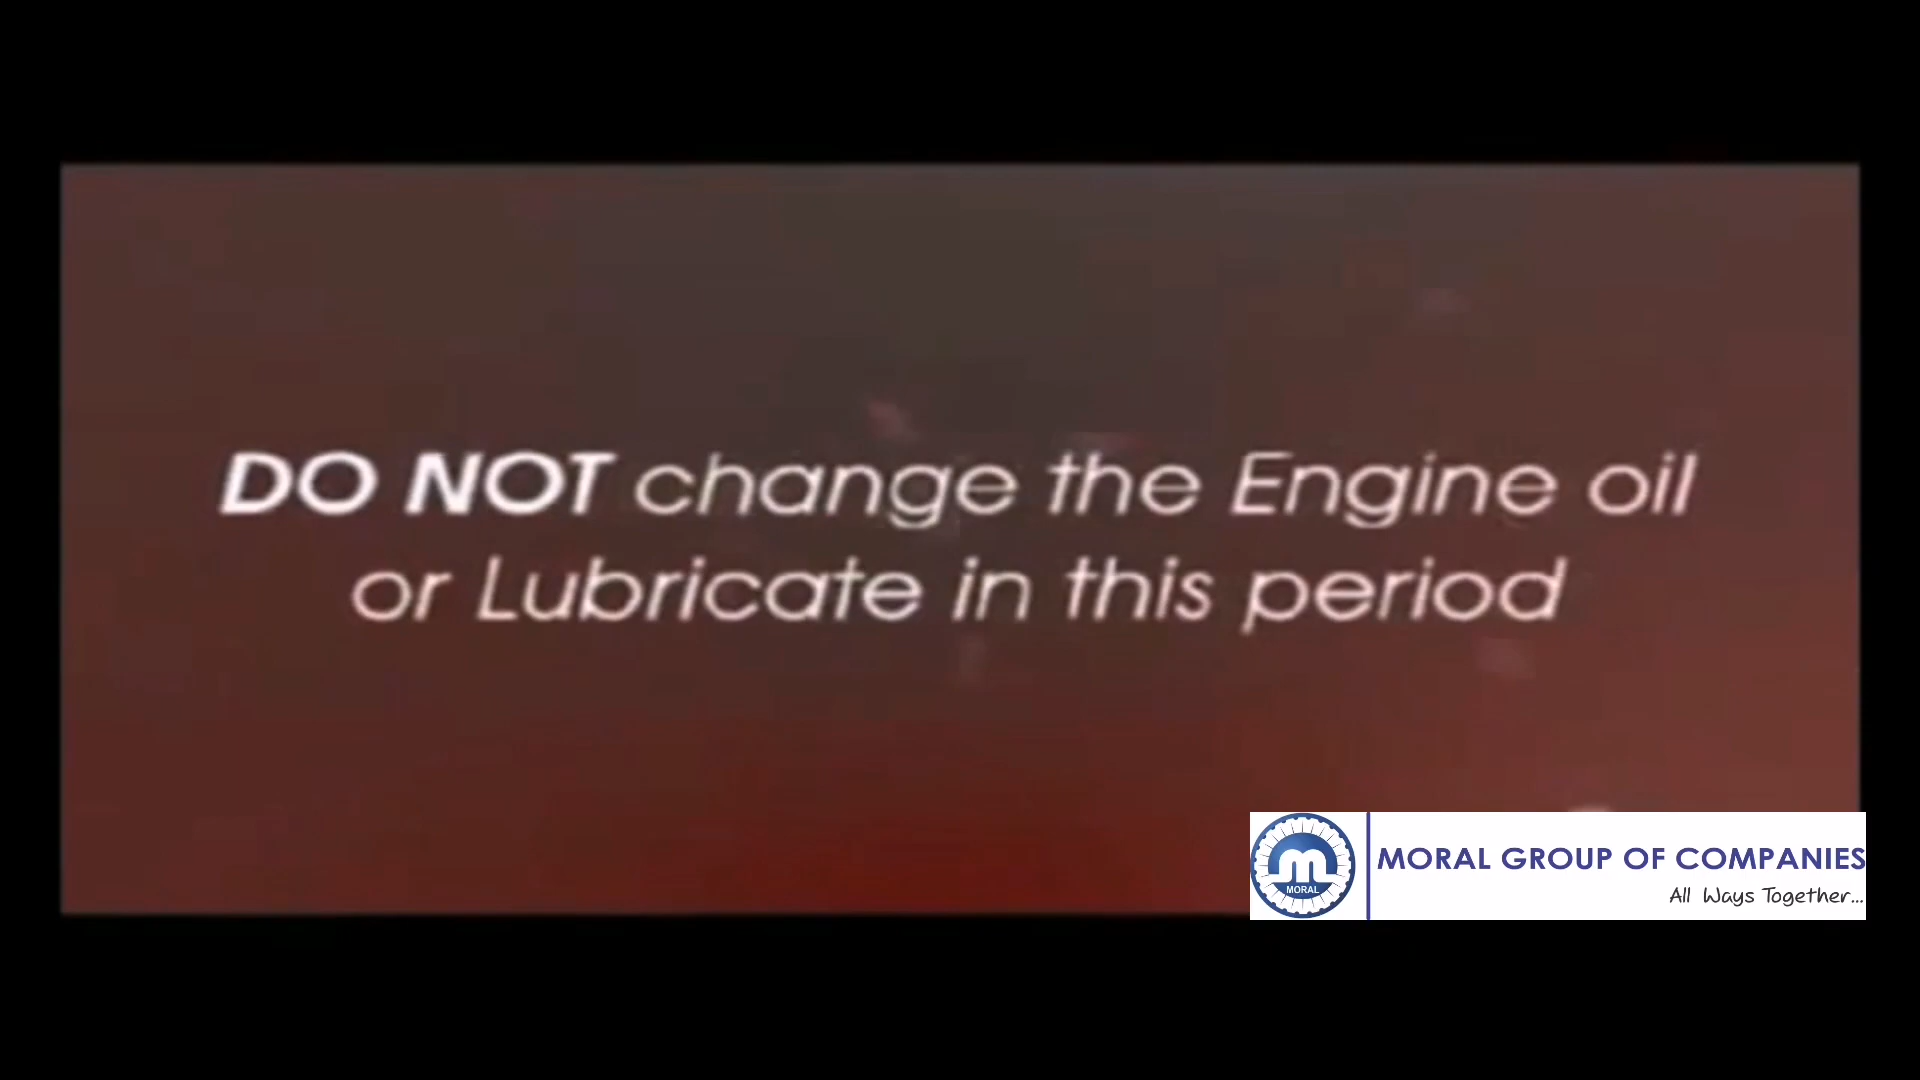 DO NOT change the Engine oil
or Lubricate in this period
MORAL
MORAL GROUP OF COMPANIES
All Ways Together...